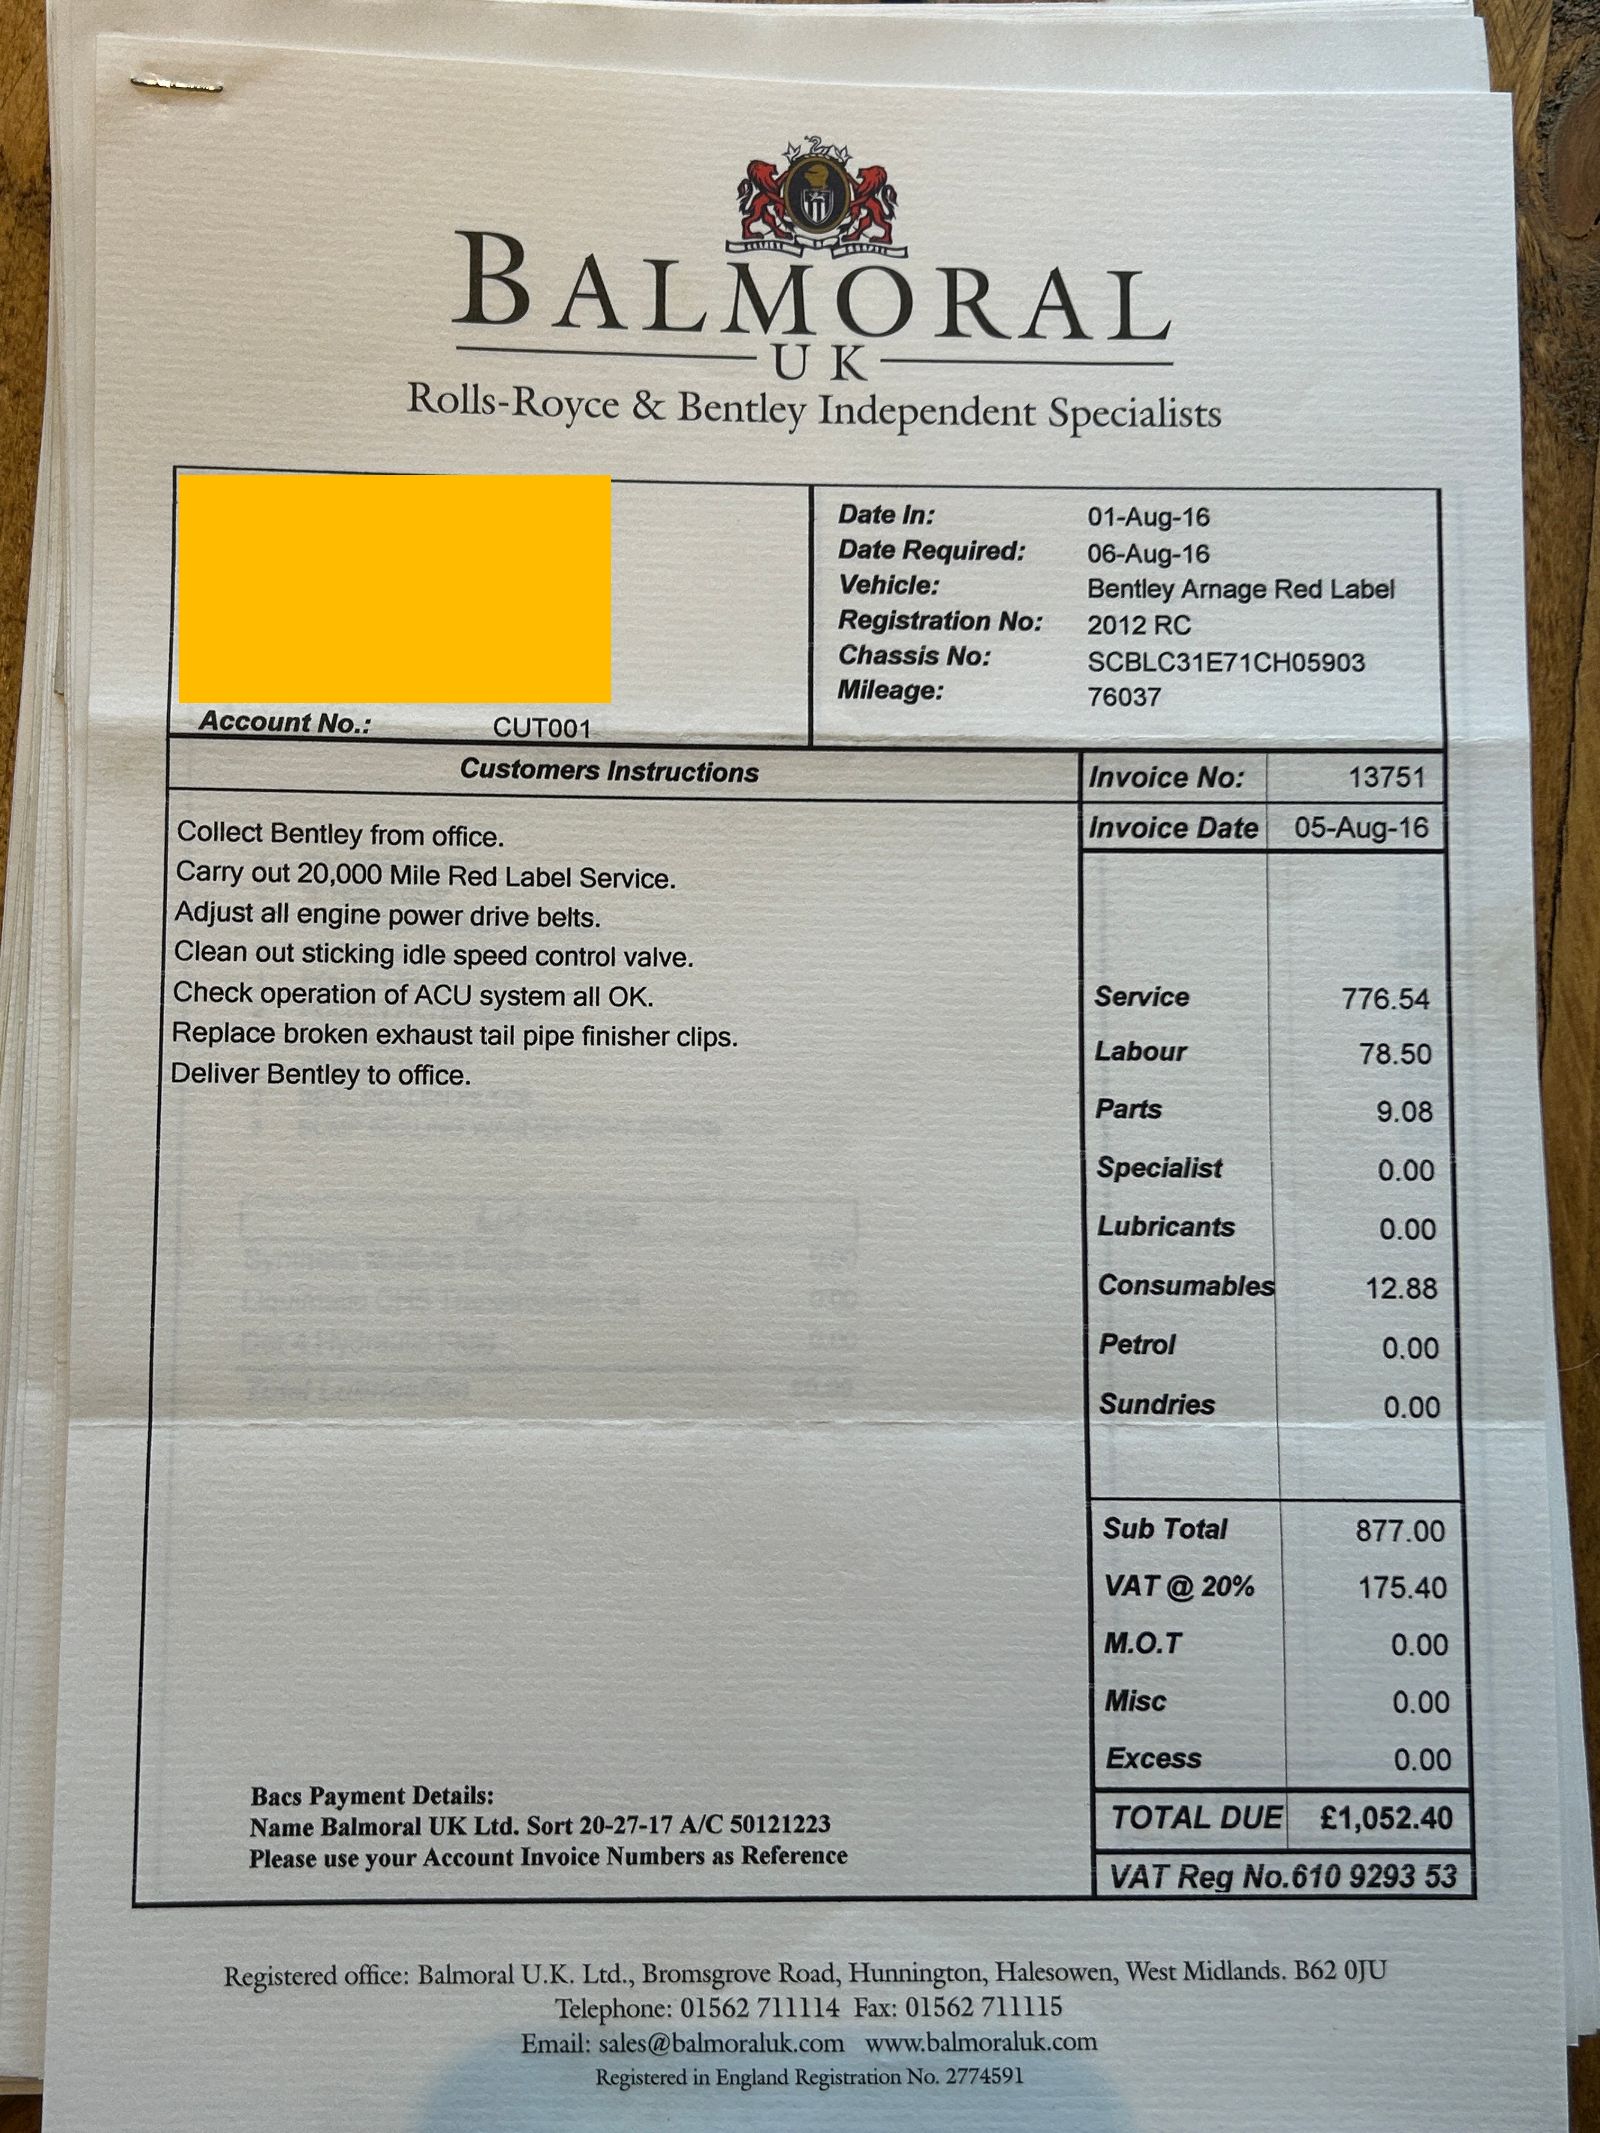 BALMORAL
UK
Rolls-Royce & Bentley Independent Specialists
Date In: 01-Aug-16
Date Required: 06-Aug-16
Vehicle: Bentley Arnage Red Label
Registration No: 2012 RC
Chassis No: SCBLC31E71CH05903
Mileage: 76037
Account No.: CUT001
Customers Instructions
Invoice No: 13751
Invoice Date 05-Aug-16
Collect Bentley from office.
Carry out 20,000 Mile Red Label Service.
Adjust all engine power drive belts.
Clean out sticking idle speed control valve.
Check operation of ACU system all OK.
Replace broken exhaust tail pipe finisher clips.
Deliver Bentley to office.
Service 776.54
Labour 78.50
Parts 9.08
Specialist 0.00
Lubricants 0.00
Consumables 12.88
Petrol 0.00
Sundries 0.00
Sub Total 877.00
VAT @ 20% 175.40
M.O.T 0.00
Misc 0.00
Excess 0.00
TOTAL DUE £1,052.40
VAT Reg No.610 9293 53
Bacs Payment Details:
Name Balmoral UK Ltd. Sort 20-27-17 A/C 50121223
Please use your Account Invoice Numbers as Reference
Registered office: Balmoral U.K. Ltd., Bromsgrove Road, Hunnington, Halesowen, West Midlands. B62 0JU
Telephone: 01562 711114 Fax: 01562 711115
Email: sales@balmoraluk.com www.balmoraluk.com
Registered in England Registration No. 2774591